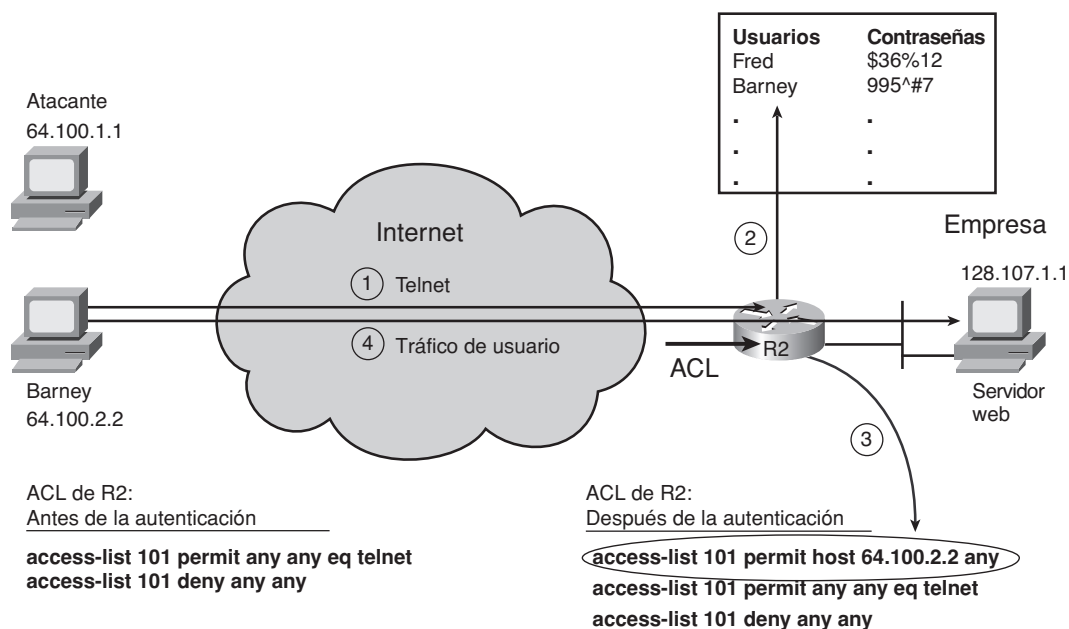 Usuarios Contraseñas
Fred $36%12
Barney 995^#7
. .
. .
. .
Atacante
64.100.1.1
Internet
2
Empresa
128.107.1.1
1 Telnet
4 Tráfico de usuario
ACL
R2
Barney
64.100.2.2
Servidor
web
3
ACL de R2:
Antes de la autenticación
access-list 101 permit any any eq telnet
access-list 101 deny any any
ACL de R2:
Después de la autenticación
access-list 101 permit host 64.100.2.2 any
access-list 101 permit any any eq telnet
access-list 101 deny any any